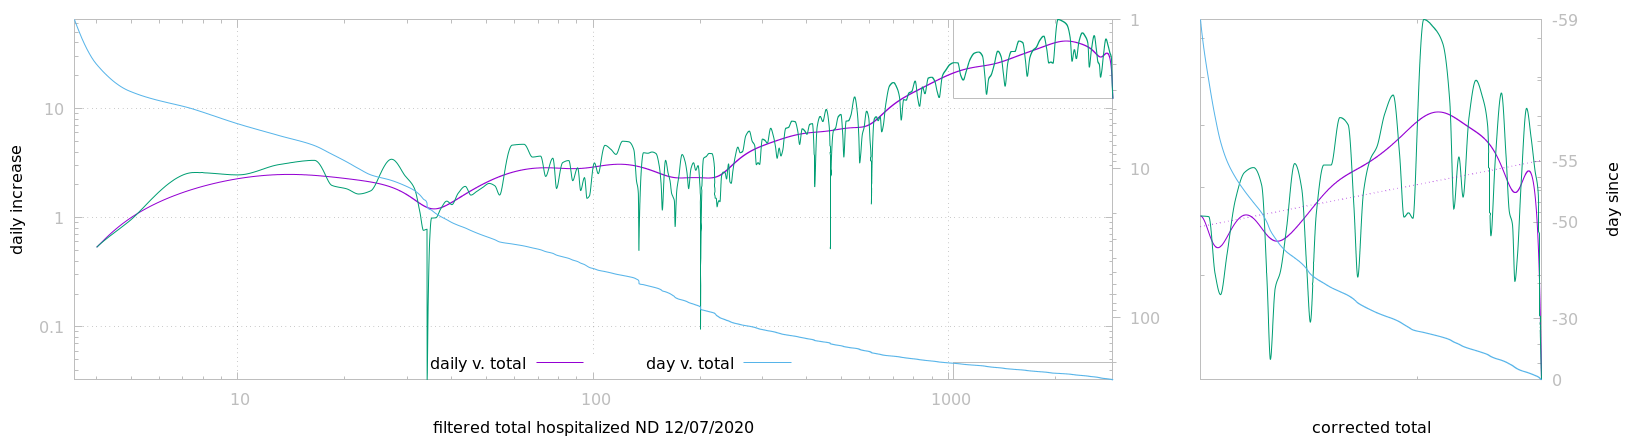 1
-59
10
-55
10
1
-50
daily increase
day since
0.1
100
-30
daily v. total
day v. total
0
10
100
1000
filtered total hospitalized ND 12/07/2020
corrected total